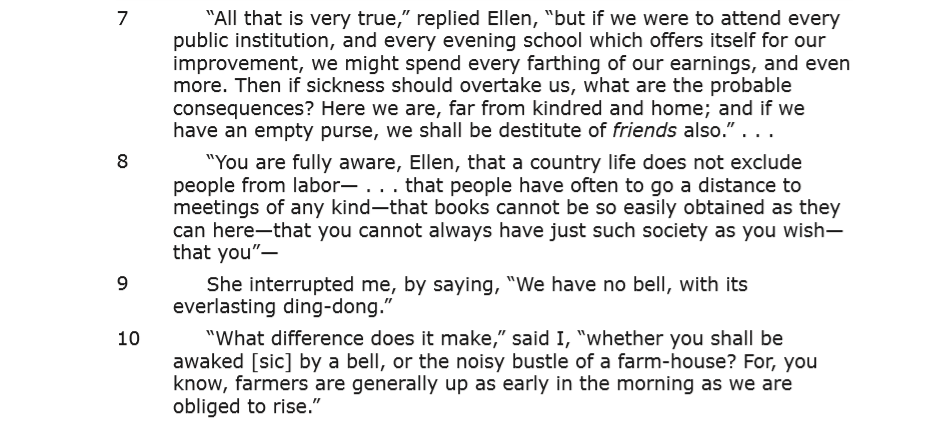 7 “All that is very true,” replied Ellen, “but if we were to attend every
public institution, and every evening school which offers itself for our
improvement, we might spend every farthing of our earnings, and even
more. Then if sickness should overtake us, what are the probable
consequences? Here we are, far from kindred and home; and if we
have an empty purse, we shall be destitute of friends also.” . . .
8 “You are fully aware, Ellen, that a country life does not exclude
people from labor— . . . that people have often to go a distance to
meetings of any kind—that books cannot be so easily obtained as they
can here—that you cannot always have just such society as you wish—
that you”—
9 She interrupted me, by saying, “We have no bell, with its
everlasting ding-dong.”
10 “What difference does it make,” said I, “whether you shall be
awaked [sic] by a bell, or the noisy bustle of a farm-house? For, you
know, farmers are generally up as early in the morning as we are
obliged to rise.”